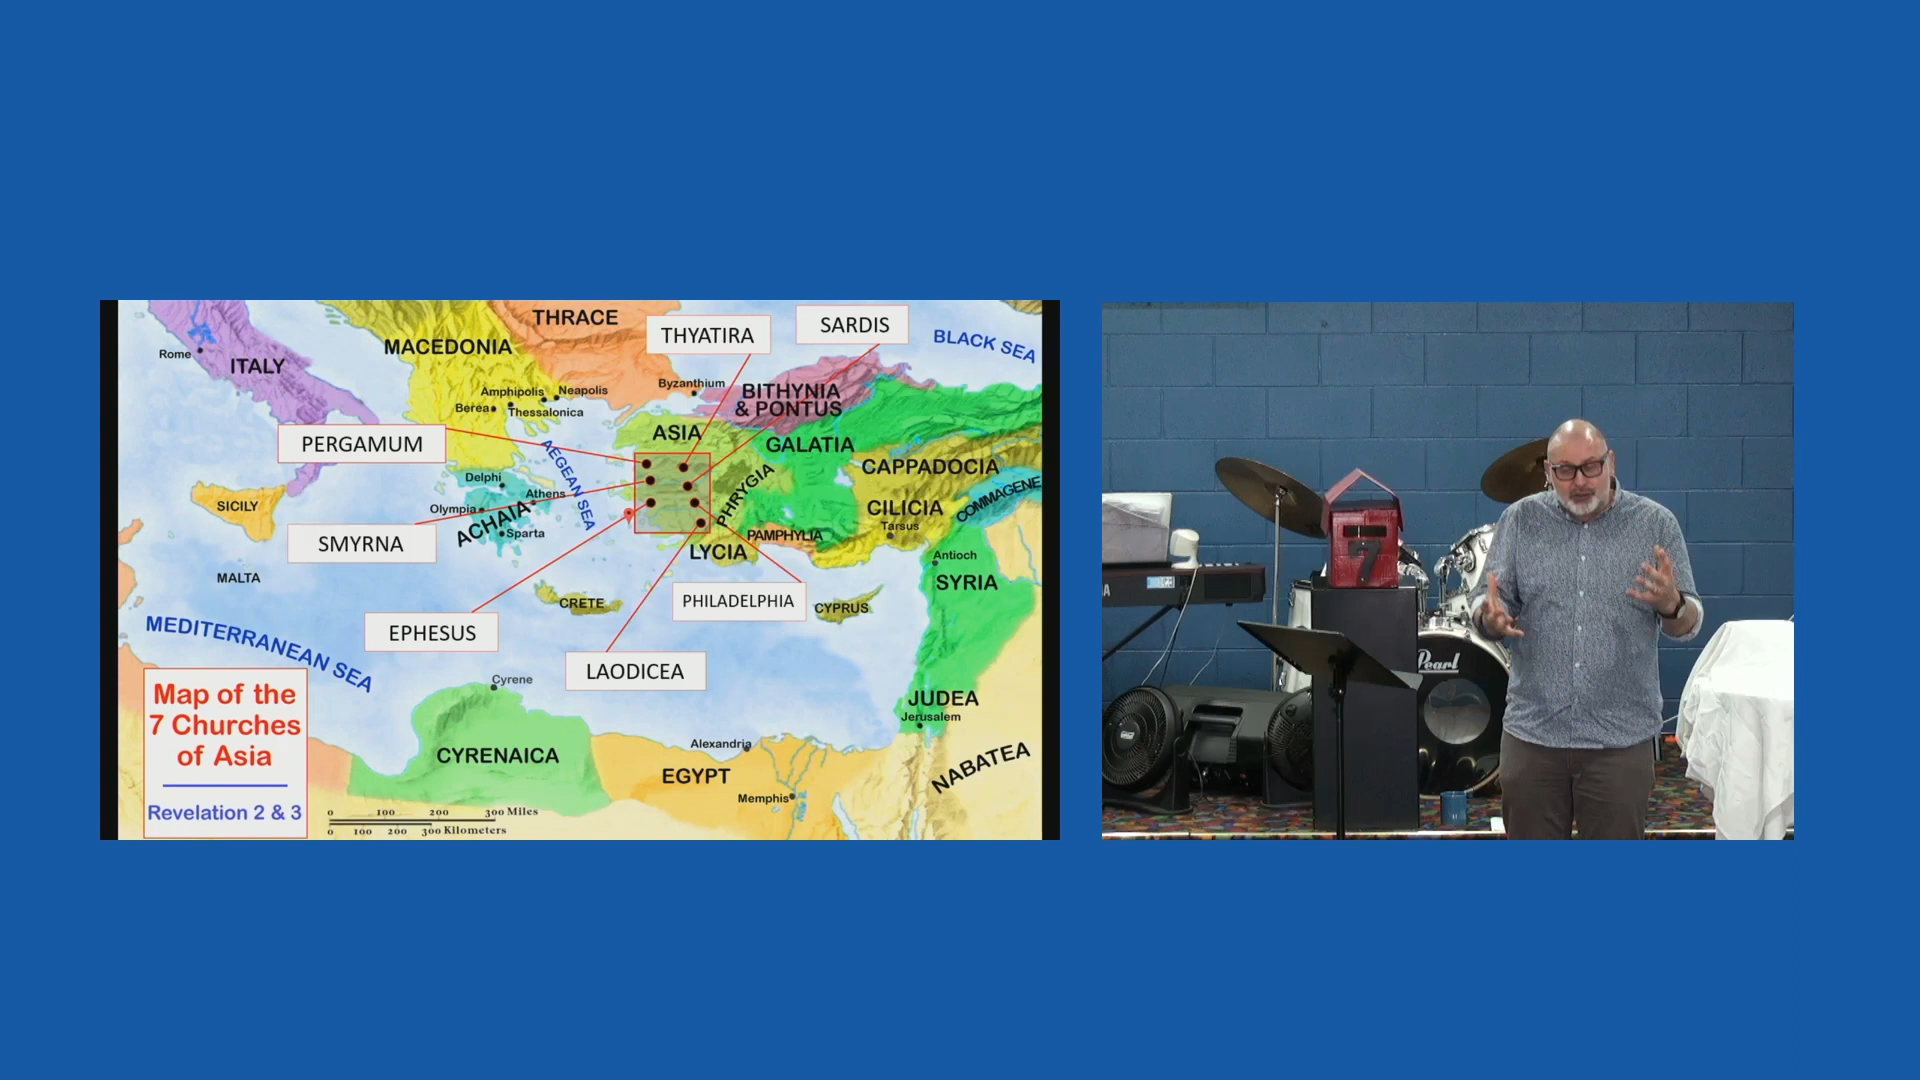 THRACE
THYATIRA
SARDIS
BLACK SEA
Rome
ITALY
MACEDONIA
Byzantium
BITHYNIA
& PONTUS
Amphipolis
Neapolis
Berea
Thessalonica
PERGAMUM
ASIA
GALATIA
AEGEAN SEA
CAPPADOCIA
PHRYGIA
Delphi
Athens
SICILY
Olympia
ACHAIA
Sparta
CILICIA
Tarsus
COMMAGENE
SMYRNA
PAMPHYLIA
LYCIA
Antioch
SYRIA
MALTA
CRETE
PHILADELPHIA
CYPRUS
MEDITERRANEAN SEA
EPHESUS
LAODICEA
Cyrene
JUDEA
Jerusalem
Map of the
7 Churches
of Asia
Revelation 2 & 3
CYRENAICA
Alexandria
EGYPT
Memphis
NABATEA
0 100 200 300 Miles
0 100 200 300 Kilometers
7
Pearl